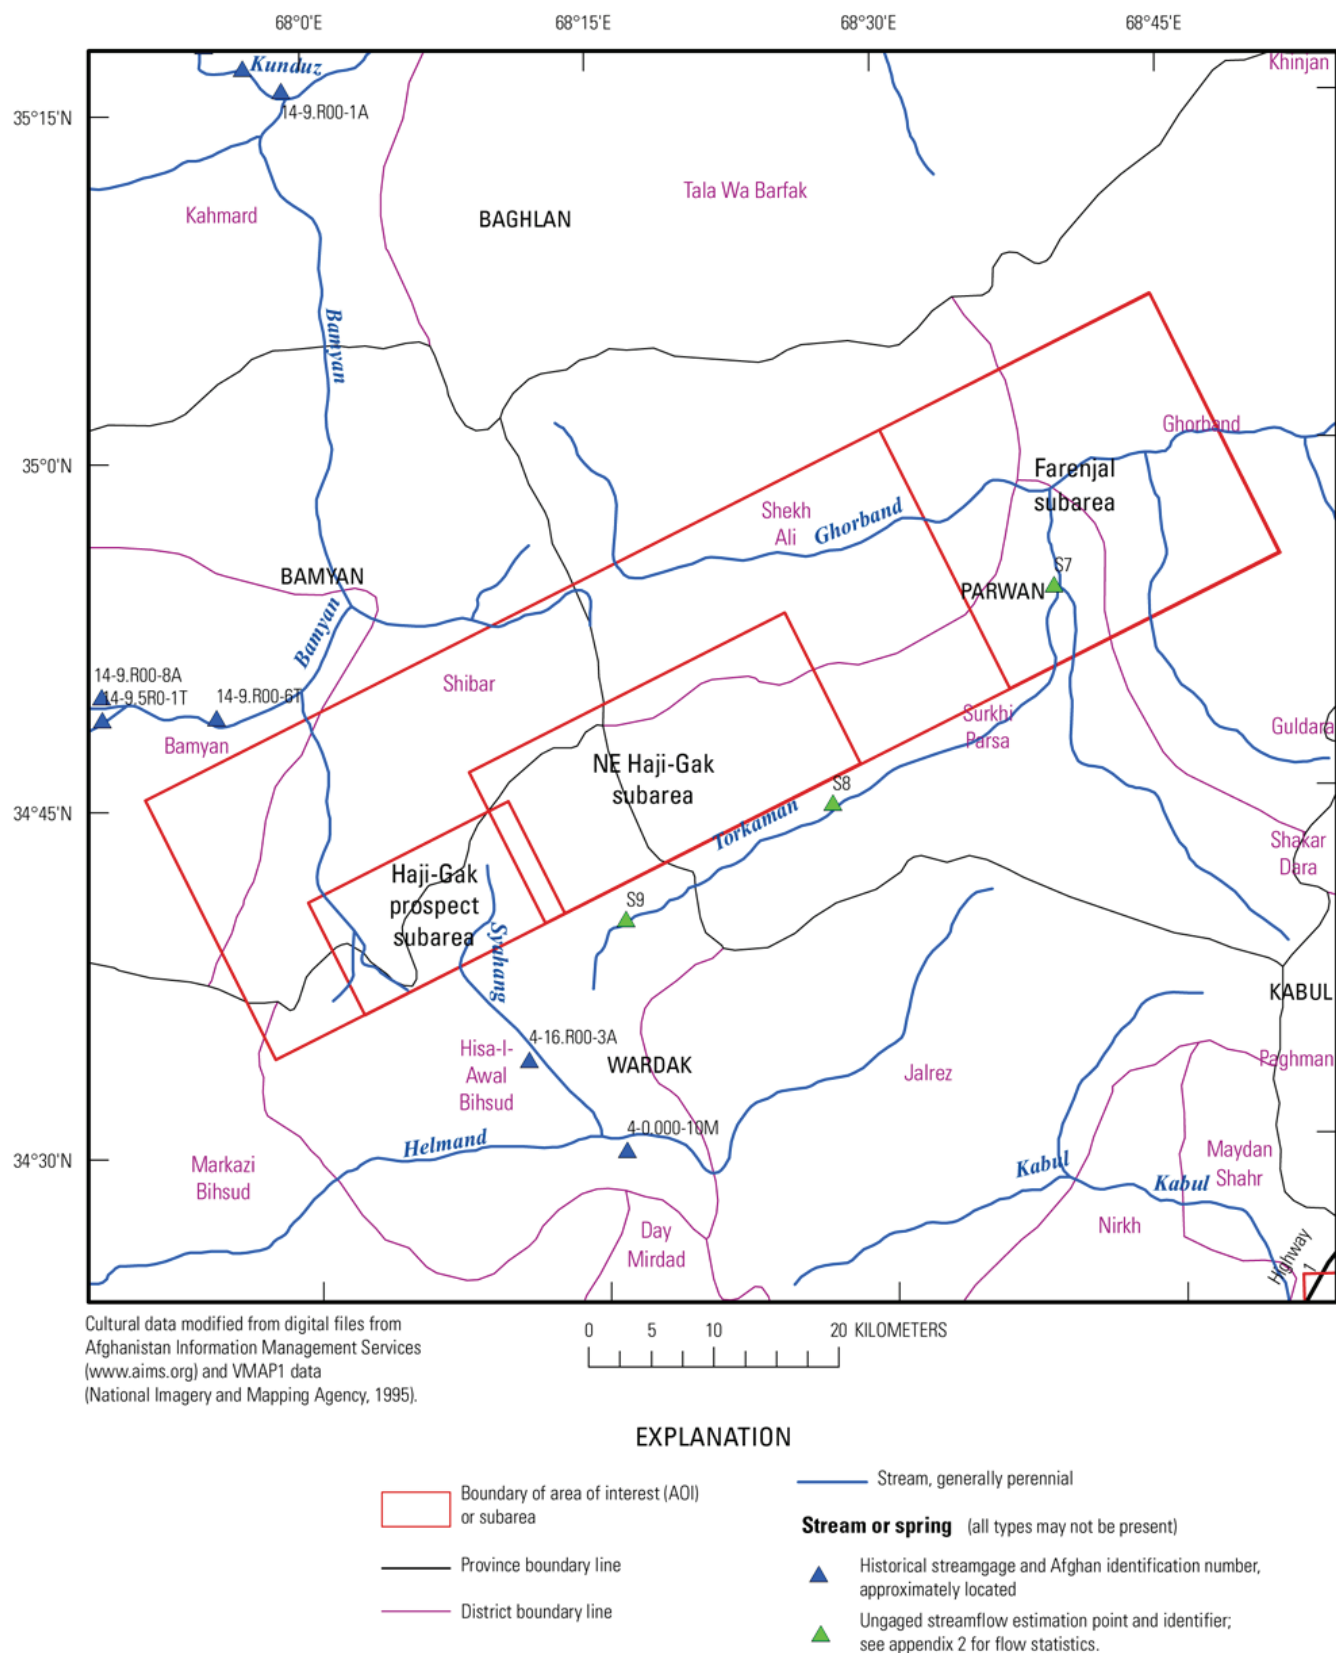 68°0'E 68°15'E 68°30'E 68°45'E
Kunduz
Khinjan
14-9.R00-1A
35°15'N
Tala Wa Barfak
Kahmard
BAGHLAN
Bamyan
Ghorband
35°0'N
Farenjal
subarea
Shekh
Ali
Ghorband
S7
BAMYAN
PARWAN
Bamyan
14-9.R00-8A
14-9.5R0-1T
14-9.R00-6T
Shibar
Surkhi
Parsa
Guldara
Bamyan
NE Haji-Gak
subarea
S8
34°45'N
Torkaman
Shakar
Dara
Haji-Gak
prospect
subarea
S9
Syahang
KABUL
4-16.R00-3A
Hisa-I-
Awal
Bihsud
WARDAK
Jalrez
Paghman
4-0.000-10M
Helmand
34°30'N
Markazi
Bihsud
Kabul
Kabul
Maydan
Shahr
Nirkh
Day
Mirdad
Highway
1
Cultural data modified from digital files from
Afghanistan Information Management Services
(www.aims.org) and VMAP1 data
(National Imagery and Mapping Agency, 1995).
0 5 10 20 KILOMETERS
EXPLANATION
Boundary of area of interest (AOI)
or subarea
Province boundary line
District boundary line
Stream, generally perennial
Stream or spring (all types may not be present)
Historical streamgage and Afghan identification number,
approximately located
Ungaged streamflow estimation point and identifier;
see appendix 2 for flow statistics.